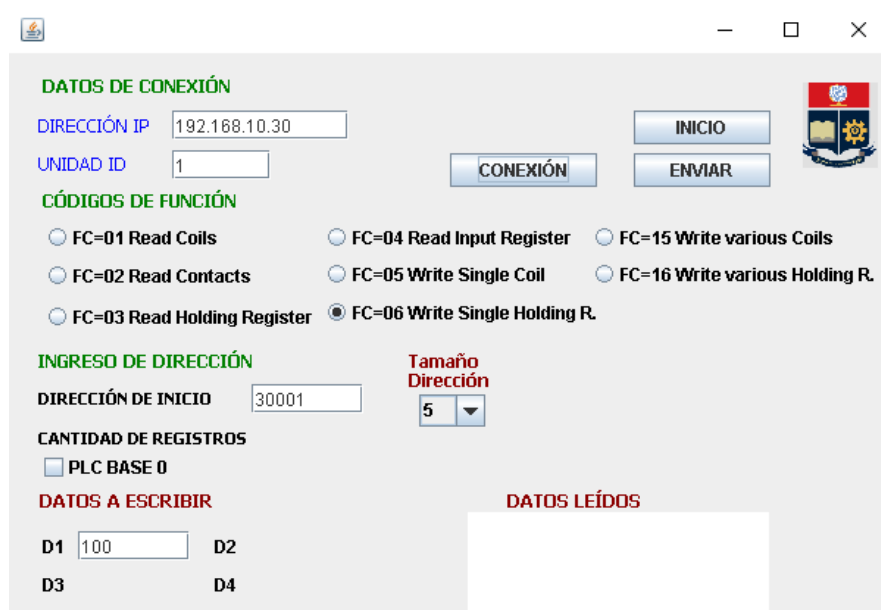 DATOS DE CONEXIÓN
DIRECCIÓN IP 192.168.10.30 INICIO
UNIDAD ID 1 CONEXIÓN ENVIAR
CÓDIGOS DE FUNCIÓN
FC=01 Read Coils FC=04 Read Input Register FC=15 Write various Coils
FC=02 Read Contacts FC=05 Write Single Coil FC=16 Write various Holding R.
FC=03 Read Holding Register FC=06 Write Single Holding R.
INGRESO DE DIRECCIÓN Tamaño
Dirección
DIRECCIÓN DE INICIO 30001 5
CANTIDAD DE REGISTROS
PLC BASE 0
DATOS A ESCRIBIR DATOS LEÍDOS
D1 100 D2
D3 D4